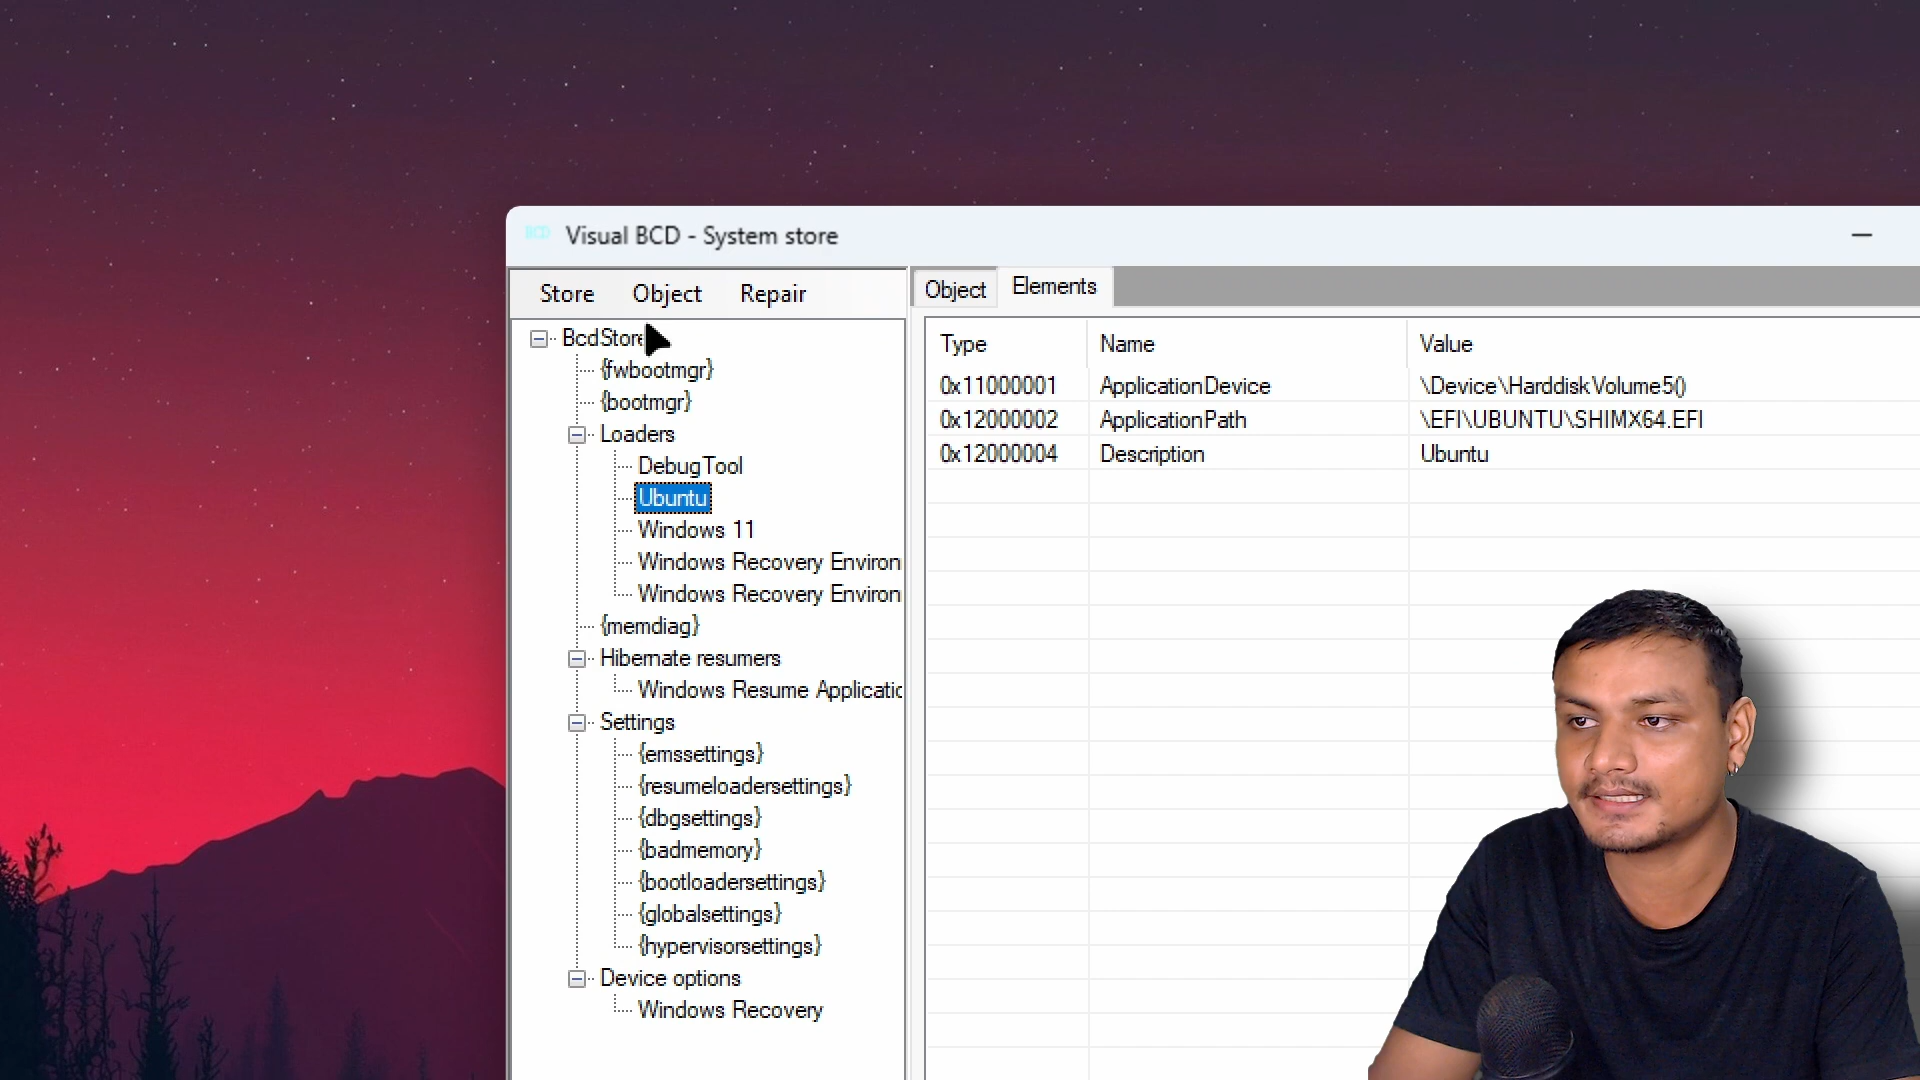 BCD Visual BCD - System store
Store Object Repair
Object Elements
BcdStore
{fwbootmgr}
{bootmgr}
Loaders
DebugTool
Ubuntu
Windows 11
Windows Recovery Environ
Windows Recovery Environ
{memdiag}
Hibernate resumers
Windows Resume Applicatic
Settings
{emssettings}
{resumeloadersettings}
{dbgsettings}
{badmemory}
{bootloadersettings}
{globalsettings}
{hypervisorsettings}
Device options
Windows Recovery
Type Name Value
0x11000001 ApplicationDevice \Device\HarddiskVolume5()
0x12000002 ApplicationPath \EFI\UBUNTU\SHIMX64.EFI
0x12000004 Description Ubuntu